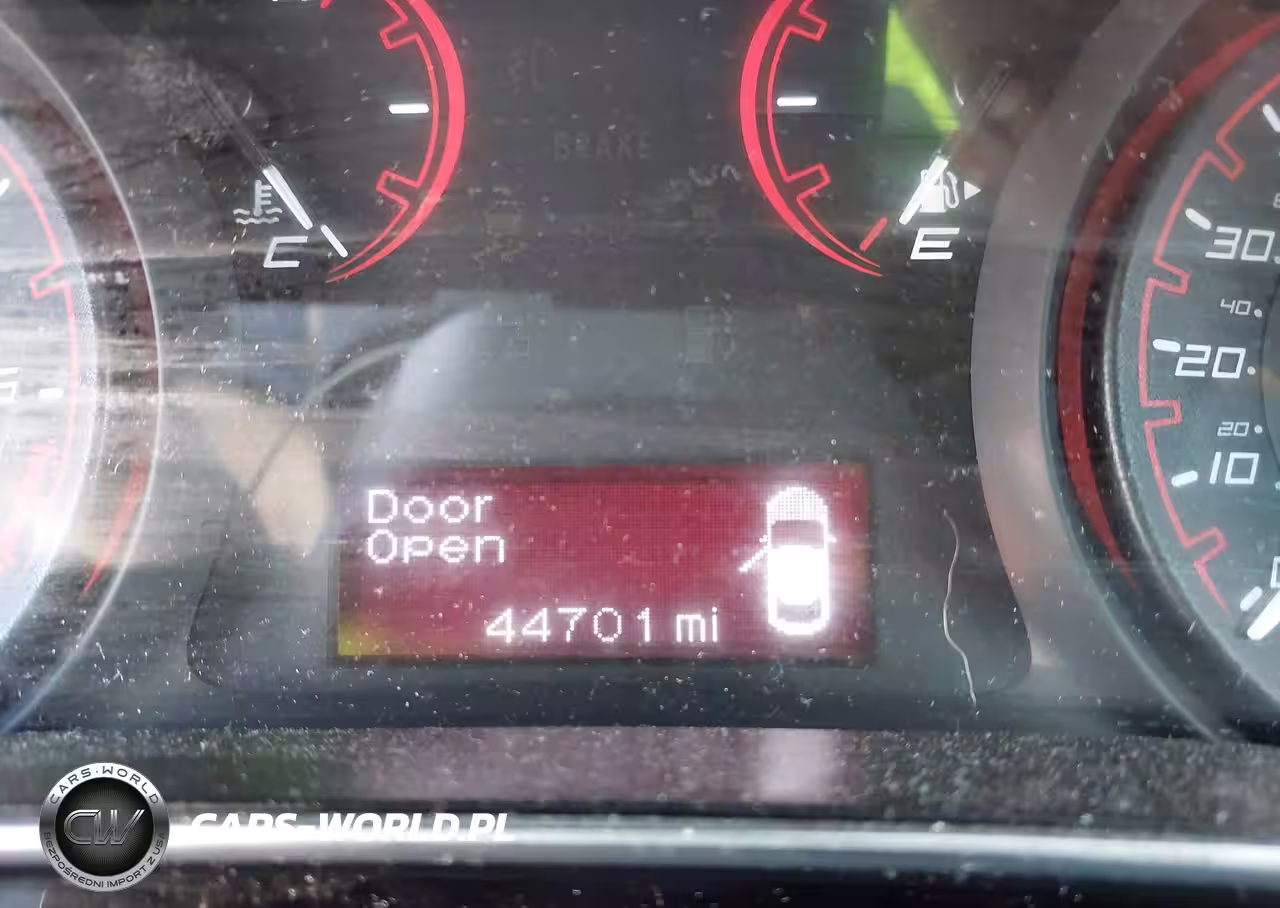 BRAKE
C
E
30
40
20
20
10
Door
Open
44701 mi
CARS-WORLD
CW
BEZPOŚREDNI IMPORT Z USA
CARS-WORLD.PL